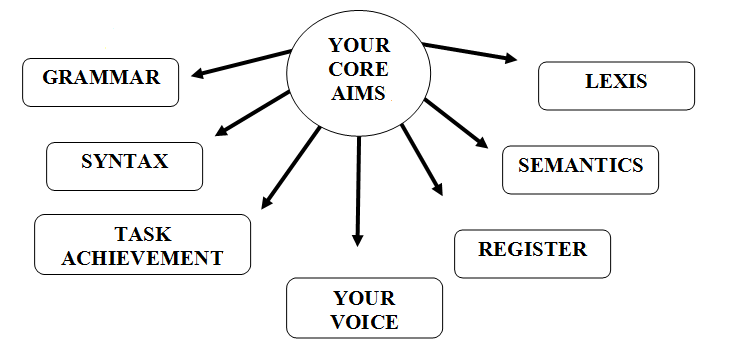 YOUR
CORE
AIMS
GRAMMAR
LEXIS
SYNTAX
SEMANTICS
TASK
ACHIEVEMENT
REGISTER
YOUR
VOICE